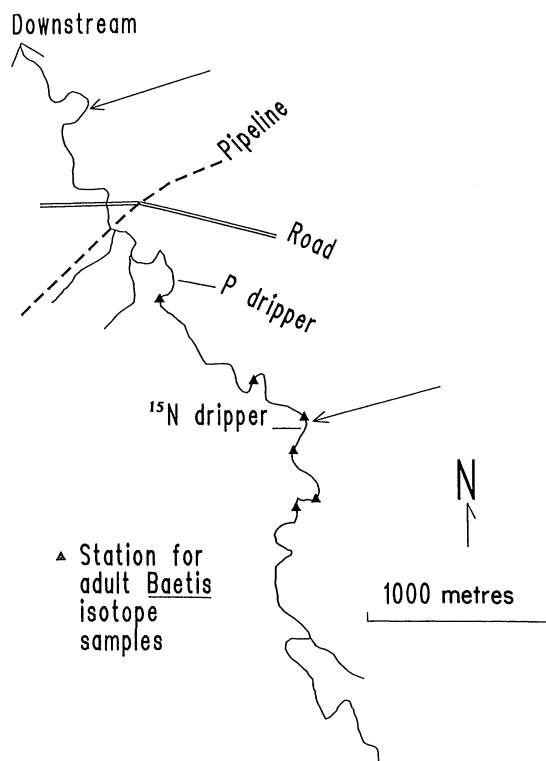 Downstream
Pipeline
Road
P dripper
¹⁵N dripper
N
▲ Station for
adult Baetis
isotope
samples
1000 metres